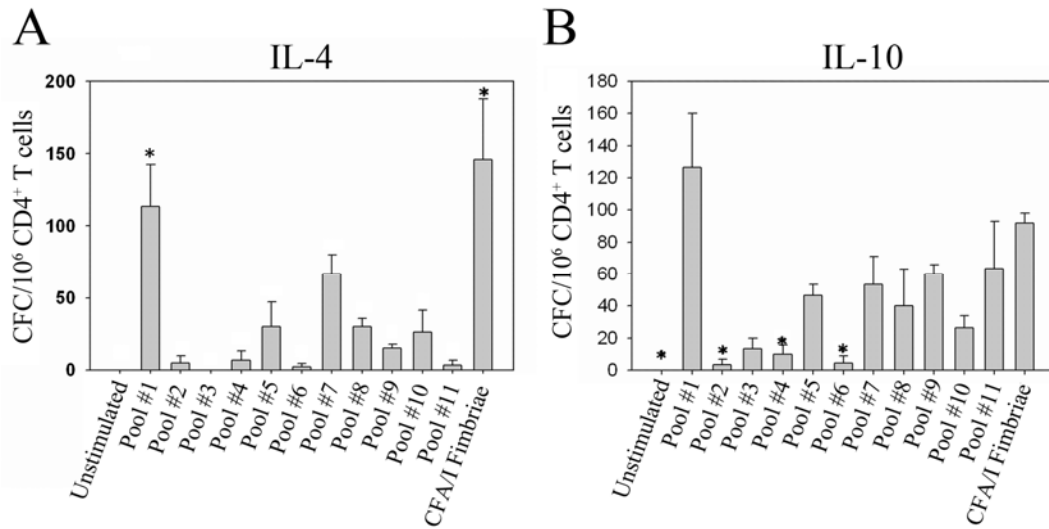 A
IL-4
CFC/10⁶ CD4⁺ T cells
200
150
100
50
0
*
*
Unstimulated
Pool #1
Pool #2
Pool #3
Pool #4
Pool #5
Pool #6
Pool #7
Pool #8
Pool #9
Pool #10
Pool #11
CFA/I Fimbriae
B
IL-10
CFC/10⁶ CD4⁺ T cells
180
160
140
120
100
80
60
40
20
0
*
*
*
*
Unstimulated
Pool #1
Pool #2
Pool #3
Pool #4
Pool #5
Pool #6
Pool #7
Pool #8
Pool #9
Pool #10
Pool #11
CFA/I Fimbriae